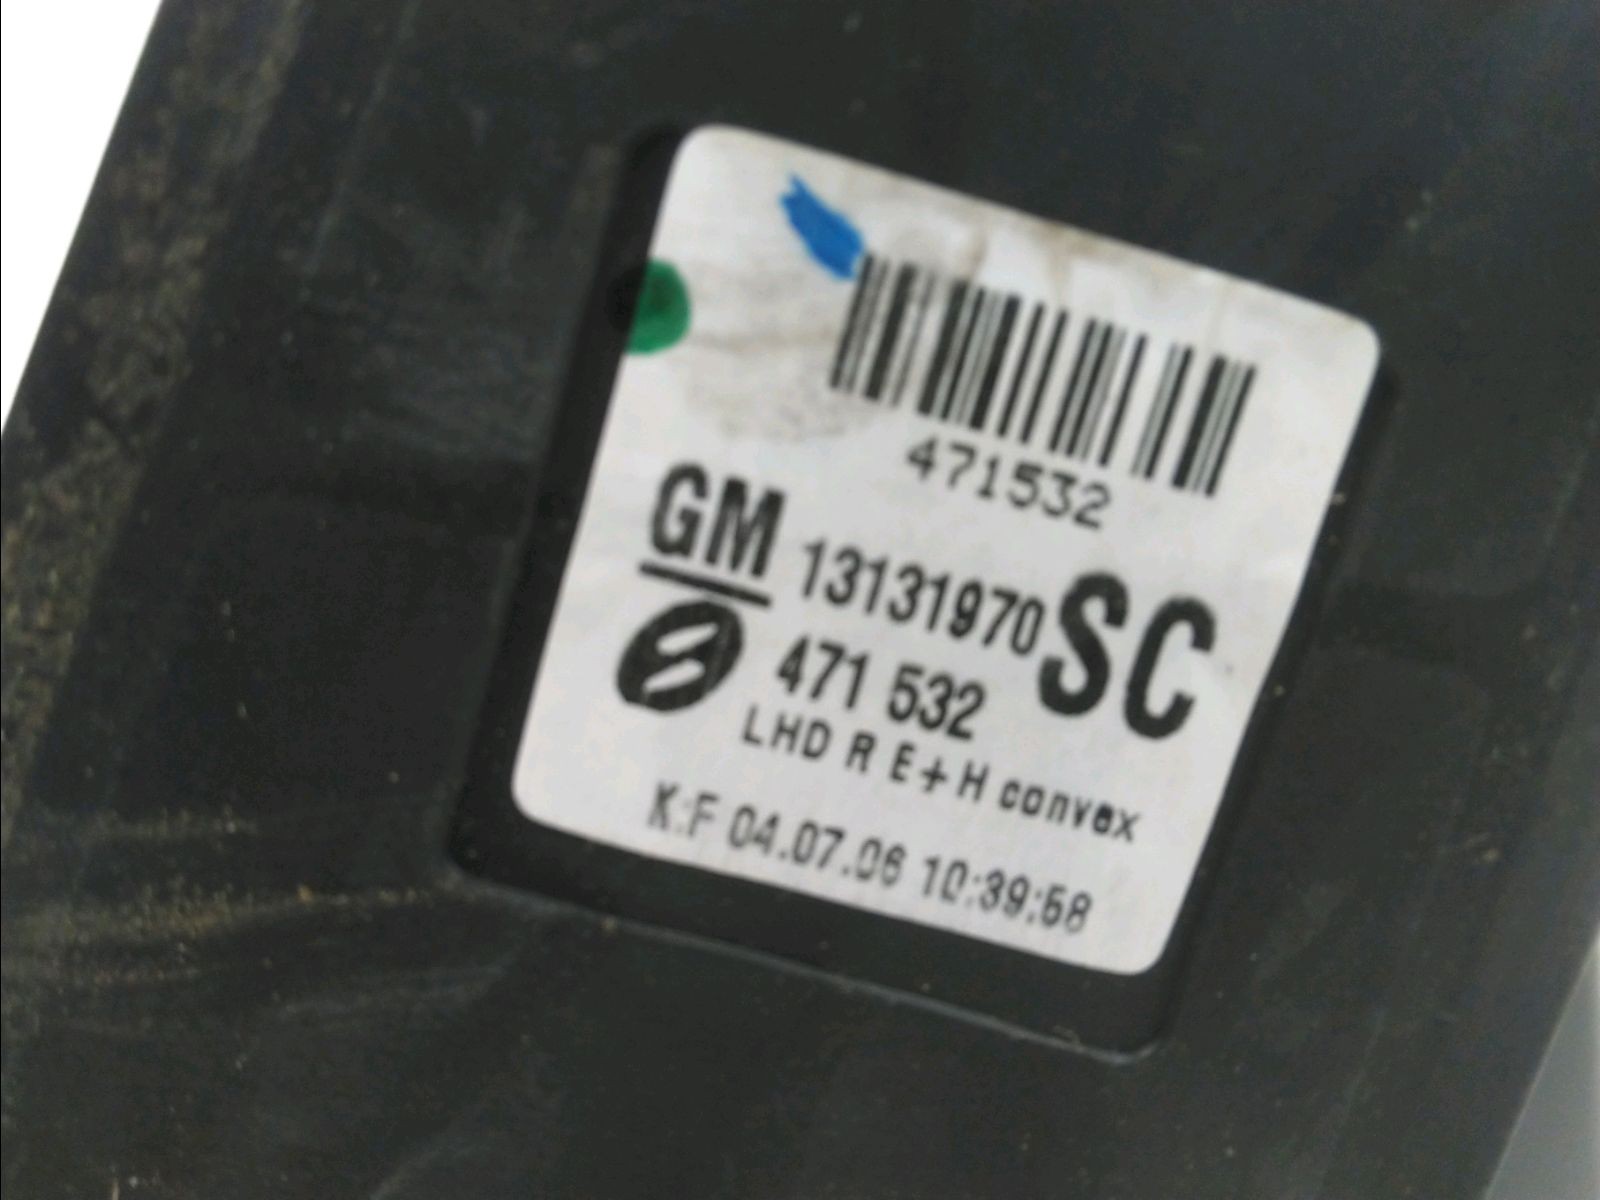 471532
GM 13131970 SC
471 532
LHD R E+H convex
K:F 04.07.06 10:39:58